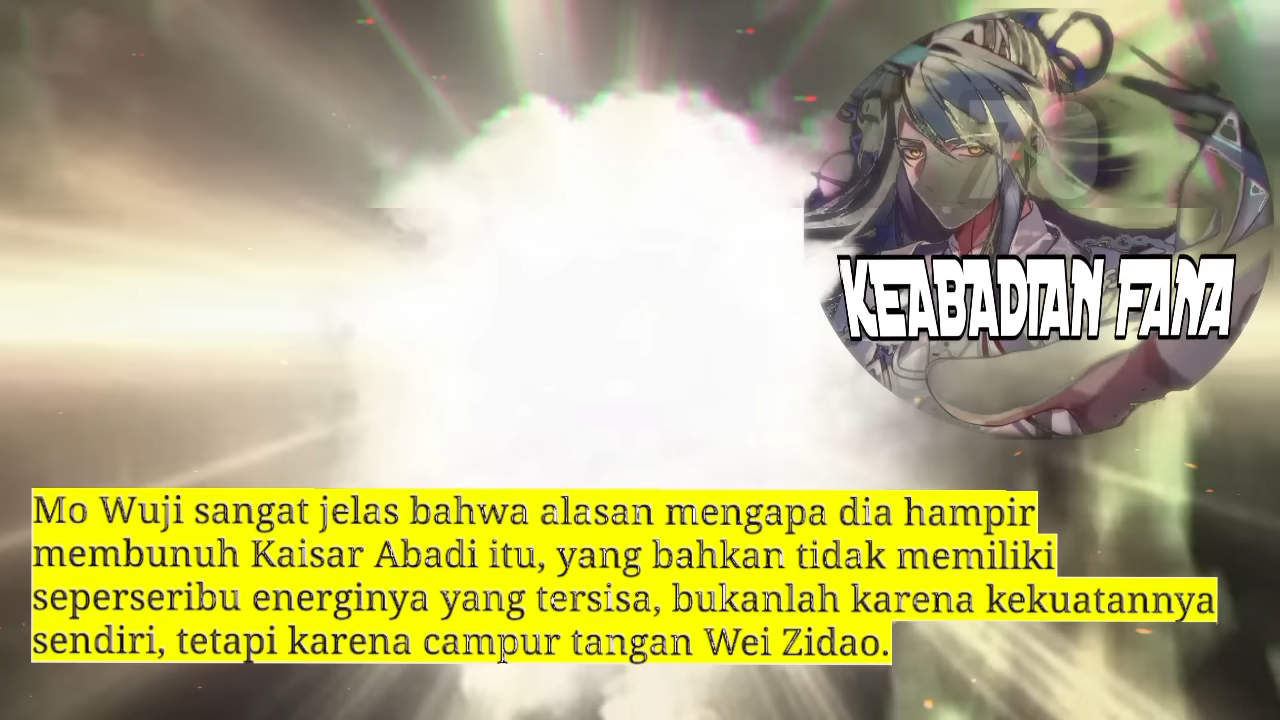 KEABADIAN FANA
Mo Wuji sangat jelas bahwa alasan mengapa dia hampir
membunuh Kaisar Abadi itu, yang bahkan tidak memiliki
seperseribu energinya yang tersisa, bukanlah karena kekuatannya
sendiri, tetapi karena campur tangan Wei Zidao.